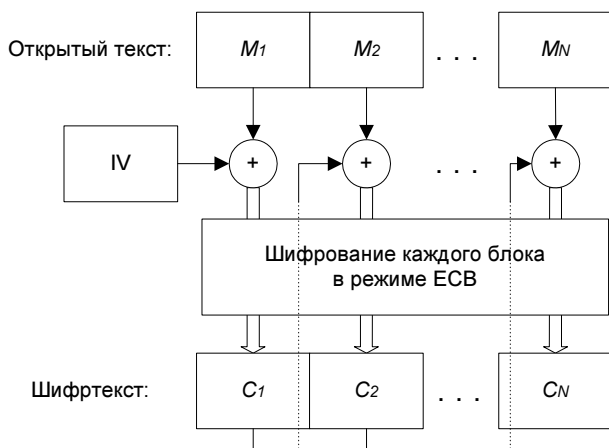 Открытый текст: M1 M2 . . . MN
IV + + . . . +
Шифрование каждого блока
в режиме ECB
Шифртекст: C1 C2 . . . CN